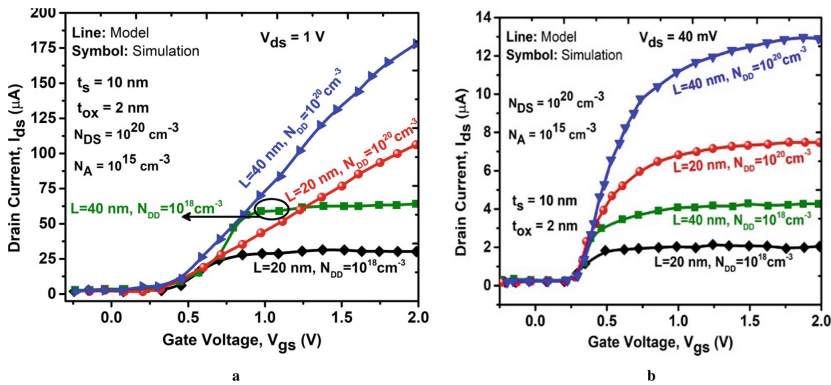 Line: Model
Symbol: Simulation
V_ds = 1 V
t_s = 10 nm
t_ox = 2 nm
N_DS = 10^20 cm^-3
N_A = 10^15 cm^-3
L=40 nm, N_DD=10^20 cm^-3
L=20 nm, N_DD=10^20 cm^-3
L=40 nm, N_DD=10^18 cm^-3
L=20 nm, N_DD=10^18 cm^-3
Drain Current, I_ds (μA)
200
175
150
125
100
75
50
25
0
0.0 0.5 1.0 1.5 2.0
Gate Voltage, V_gs (V)
a
Line: Model
Symbol: Simulation
V_ds = 40 mV
N_DS = 10^20 cm^-3
N_A = 10^15 cm^-3
t_s = 10 nm
t_ox = 2 nm
L=40 nm, N_DD=10^20 cm^-3
L=20 nm, N_DD=10^20 cm^-3
L=40 nm, N_DD=10^18 cm^-3
L=20 nm, N_DD=10^18 cm^-3
Drain Current, I_ds (μA)
14
12
10
8
6
4
2
0
0.0 0.5 1.0 1.5 2.0
Gate Voltage, V_gs (V)
b